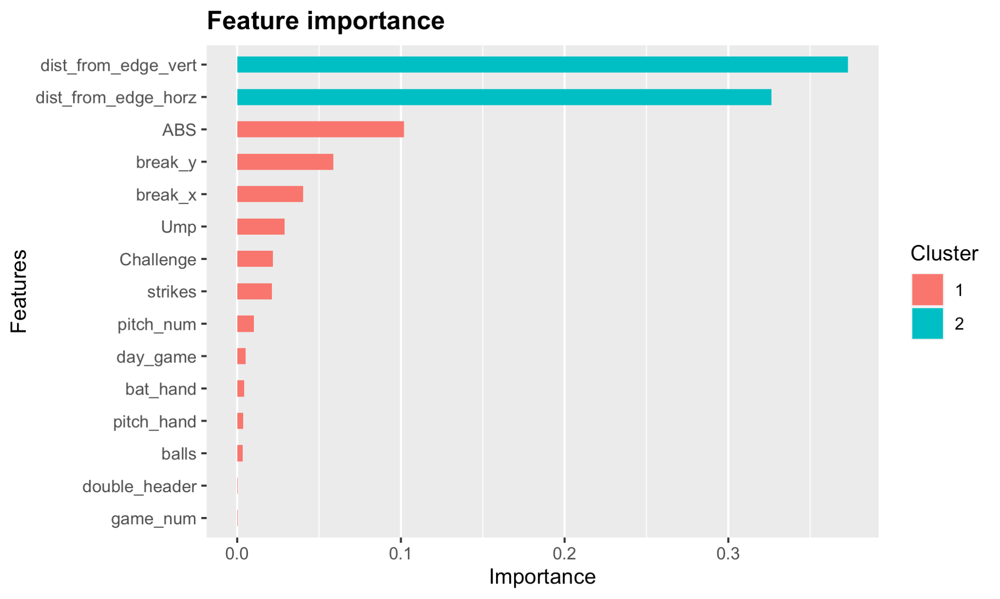 Feature importance
dist_from_edge_vert
dist_from_edge_horz
ABS
break_y
break_x
Ump
Challenge
strikes
pitch_num
day_game
bat_hand
pitch_hand
balls
double_header
game_num
Features
0.0
0.1
0.2
0.3
Importance
Cluster
1
2